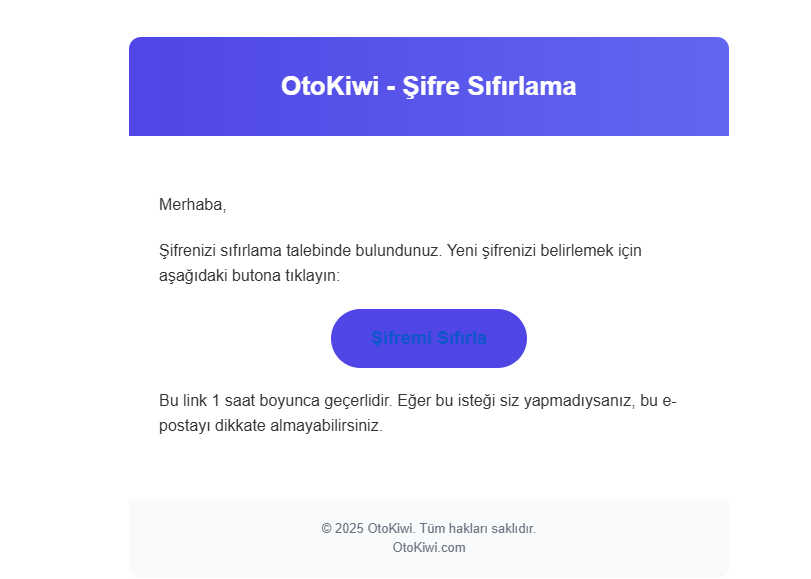 OtoKiwi - Şifre Sıfırlama
Merhaba,
Şifrenizi sıfırlama talebinde bulundunuz. Yeni şifrenizi belirlemek için
aşağıdaki butona tıklayın:
Şifremi Sıfırla
Bu link 1 saat boyunca geçerlidir. Eğer bu isteği siz yapmadıysanız, bu e-
postayı dikkate almayabilirsiniz.
© 2025 OtoKiwi. Tüm hakları saklıdır.
OtoKiwi.com